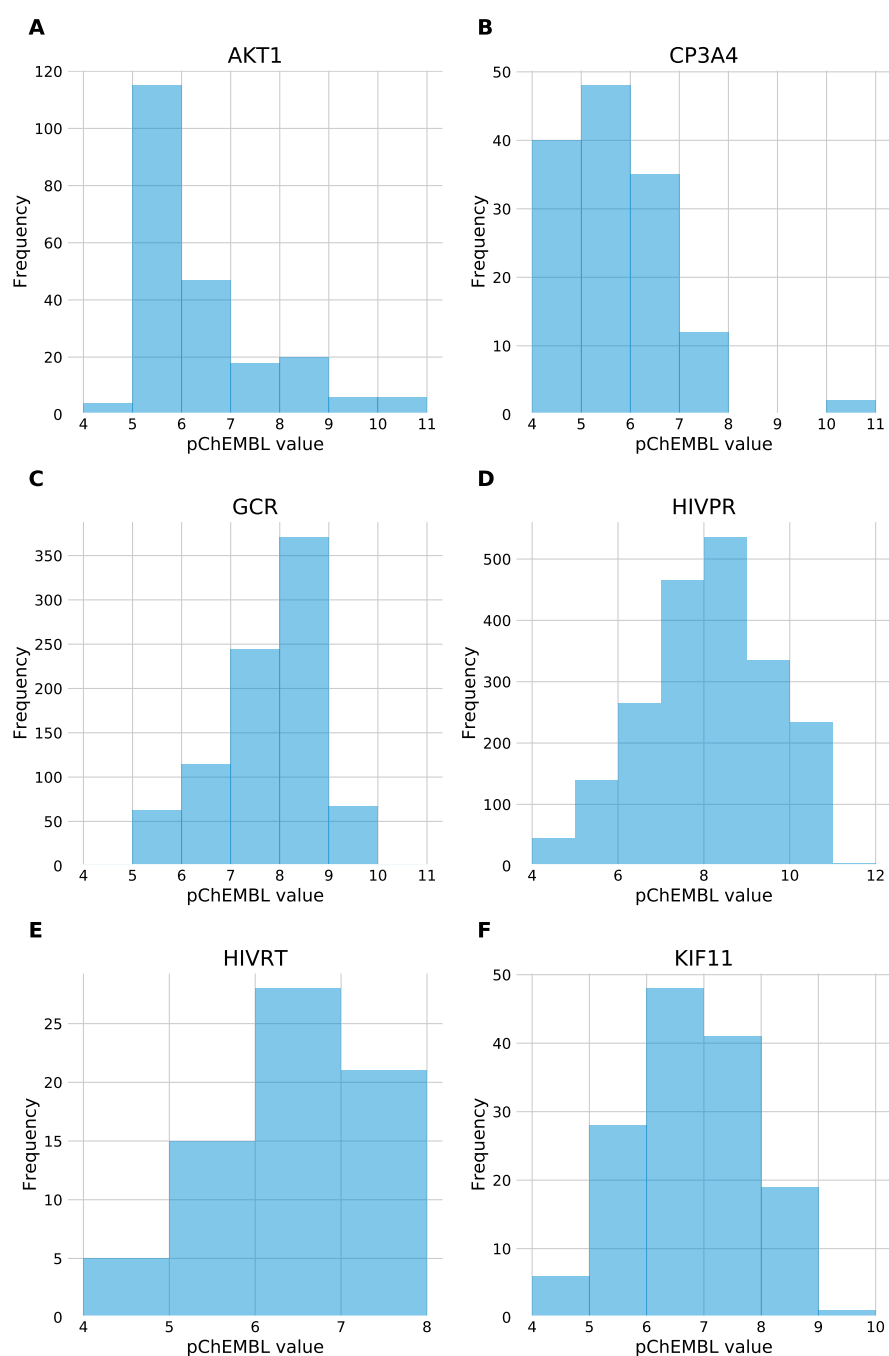 A
AKT1
120
100
80
60
40
20
0
Frequency
4 5 6 7 8 9 10 11
pChEMBL value
B
CP3A4
50
40
30
20
10
0
Frequency
4 5 6 7 8 9 10 11
pChEMBL value
C
GCR
350
300
250
200
150
100
50
0
Frequency
4 5 6 7 8 9 10 11
pChEMBL value
D
HIVPR
500
400
300
200
100
0
Frequency
4 6 8 10 12
pChEMBL value
E
HIVRT
25
20
15
10
5
0
Frequency
4 5 6 7 8
pChEMBL value
F
KIF11
50
40
30
20
10
0
Frequency
4 5 6 7 8 9 10
pChEMBL value